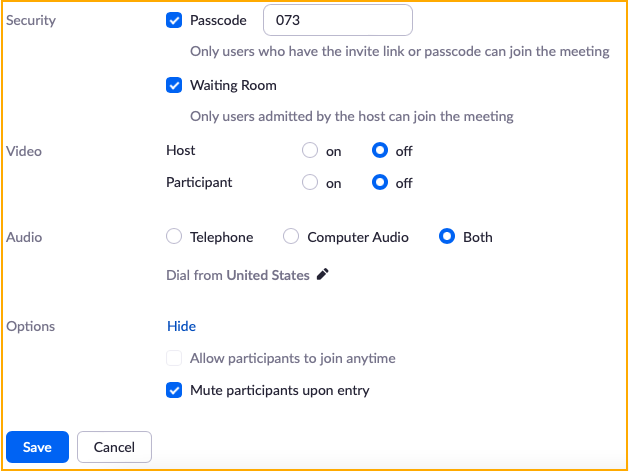 Security Passcode 073
Only users who have the invite link or passcode can join the meeting
Waiting Room
Only users admitted by the host can join the meeting
Video Host on off
Participant on off
Audio Telephone Computer Audio Both
Dial from United States
Options Hide
Allow participants to join anytime
Mute participants upon entry
Save Cancel